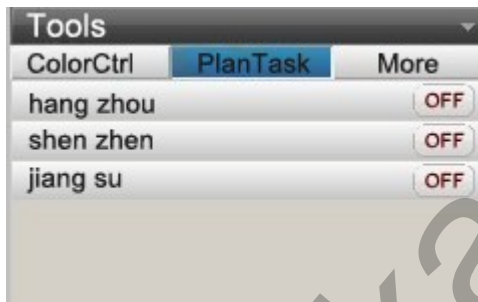 Tools
ColorCtrl PlanTask More
hang zhou OFF
shen zhen OFF
jiang su OFF